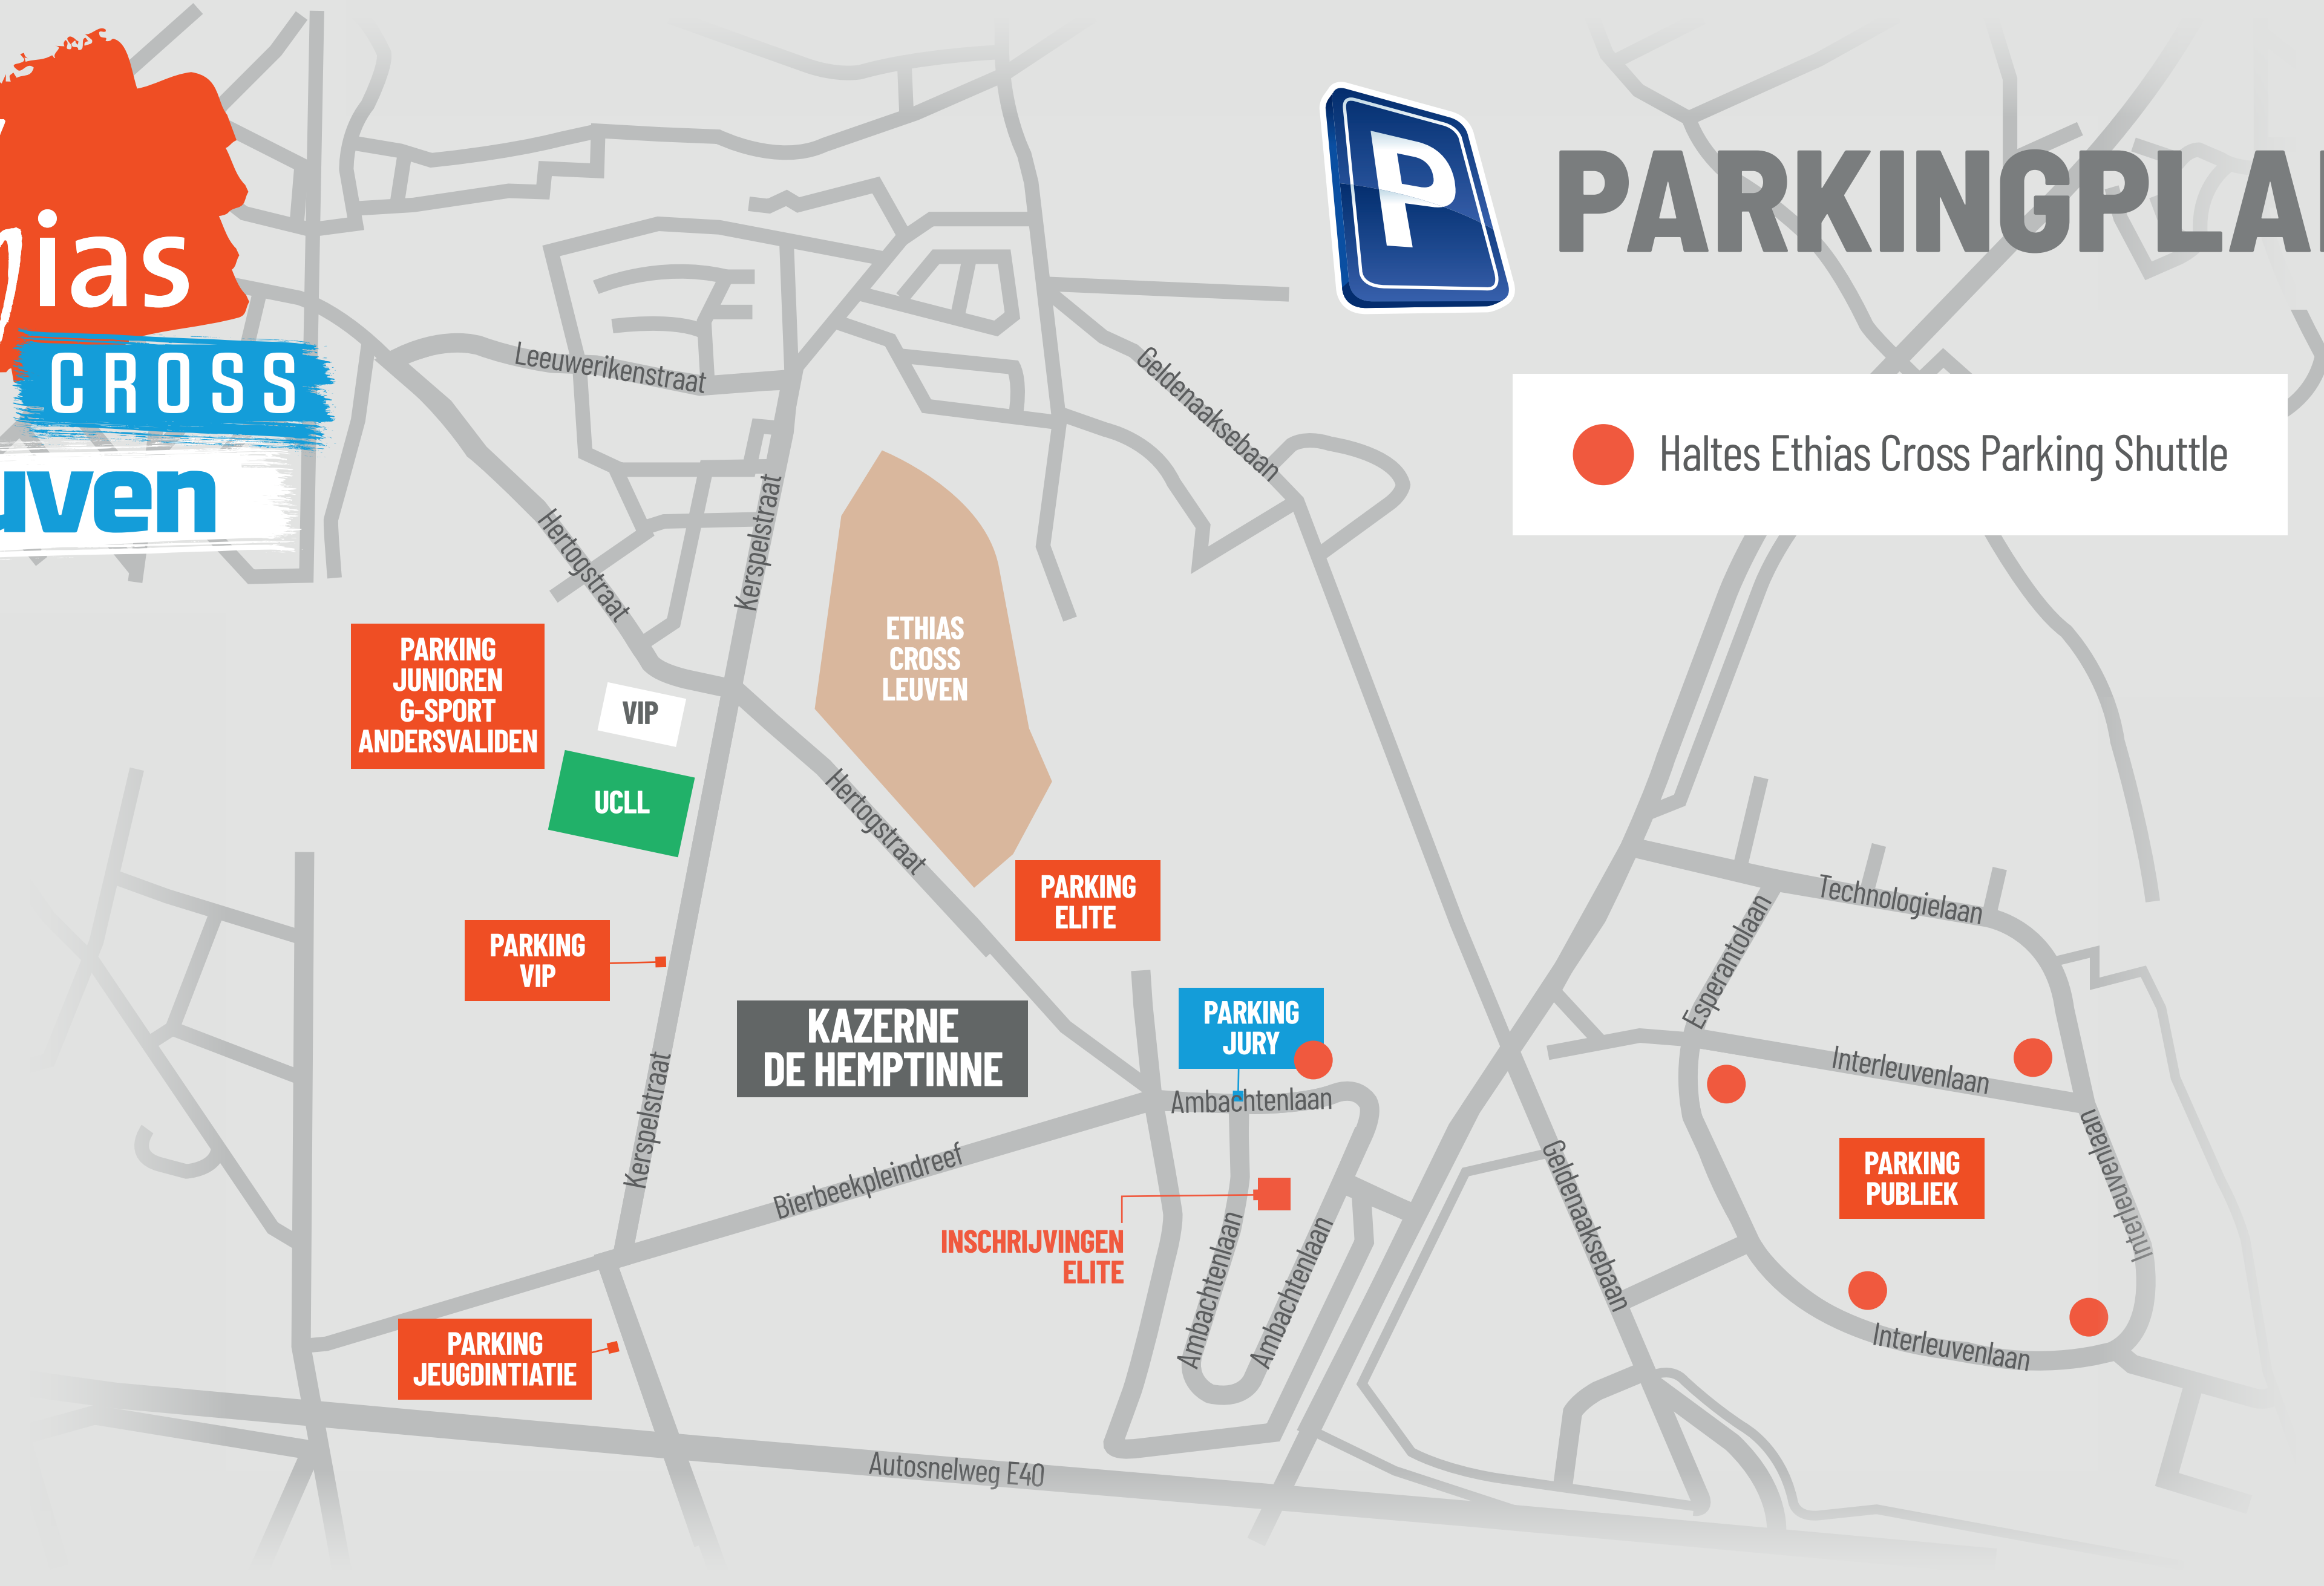 ias
CROSS
uven
P
PARKINGPLA
Haltes Ethias Cross Parking Shuttle
Leeuwerikenstraat
Geldenaaksebaan
Hertogstraat
Kerspelstraat
ETHIAS
CROSS
LEUVEN
PARKING
JUNIOREN
G-SPORT
ANDERSVALIDEN
VIP
UCLL
Hertogstraat
PARKING
ELITE
PARKING
VIP
KAZERNE
DE HEMPTINNE
PARKING
JURY
Ambachtenlaan
Technologielaan
Esperantolaan
Interleuvenlaan
Kerspelstraat
Bierbeekpleindreef
INSCHRIJVINGEN
ELITE
Ambachtenlaan
Ambachtenlaan
Geldenaaksebaan
PARKING
PUBLIEK
Interleuvenlaan
Interleuvenlaan
PARKING
JEUGDINTIATIE
Autosnelweg E40